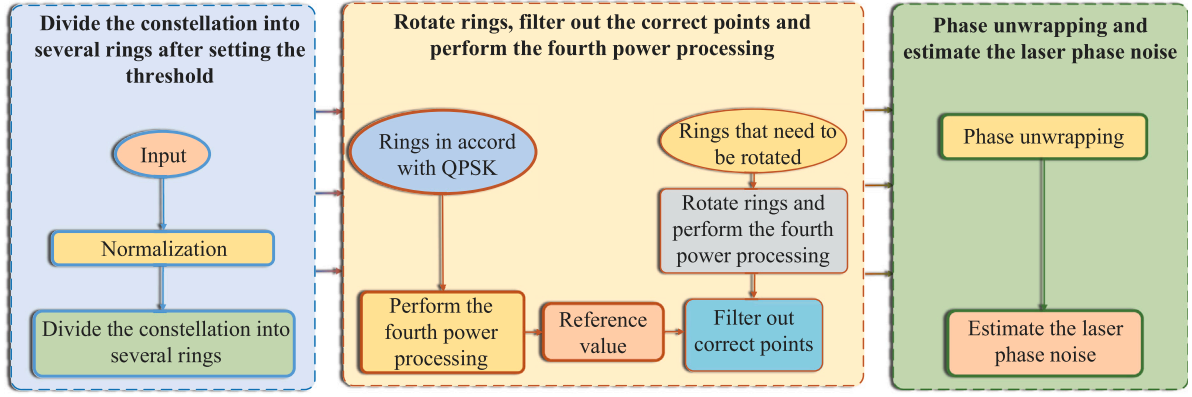 Divide the constellation into
several rings after setting the
threshold
Input
Normalization
Divide the constellation into
several rings
Rotate rings, filter out the correct points and
perform the fourth power processing
Rings in accord
with QPSK
Perform the
fourth power
processing
Reference
value
Rings that need to
be rotated
Rotate rings and
perform the fourth
power processing
Filter out
correct points
Phase unwrapping and
estimate the laser phase noise
Phase unwrapping
Estimate the laser
phase noise